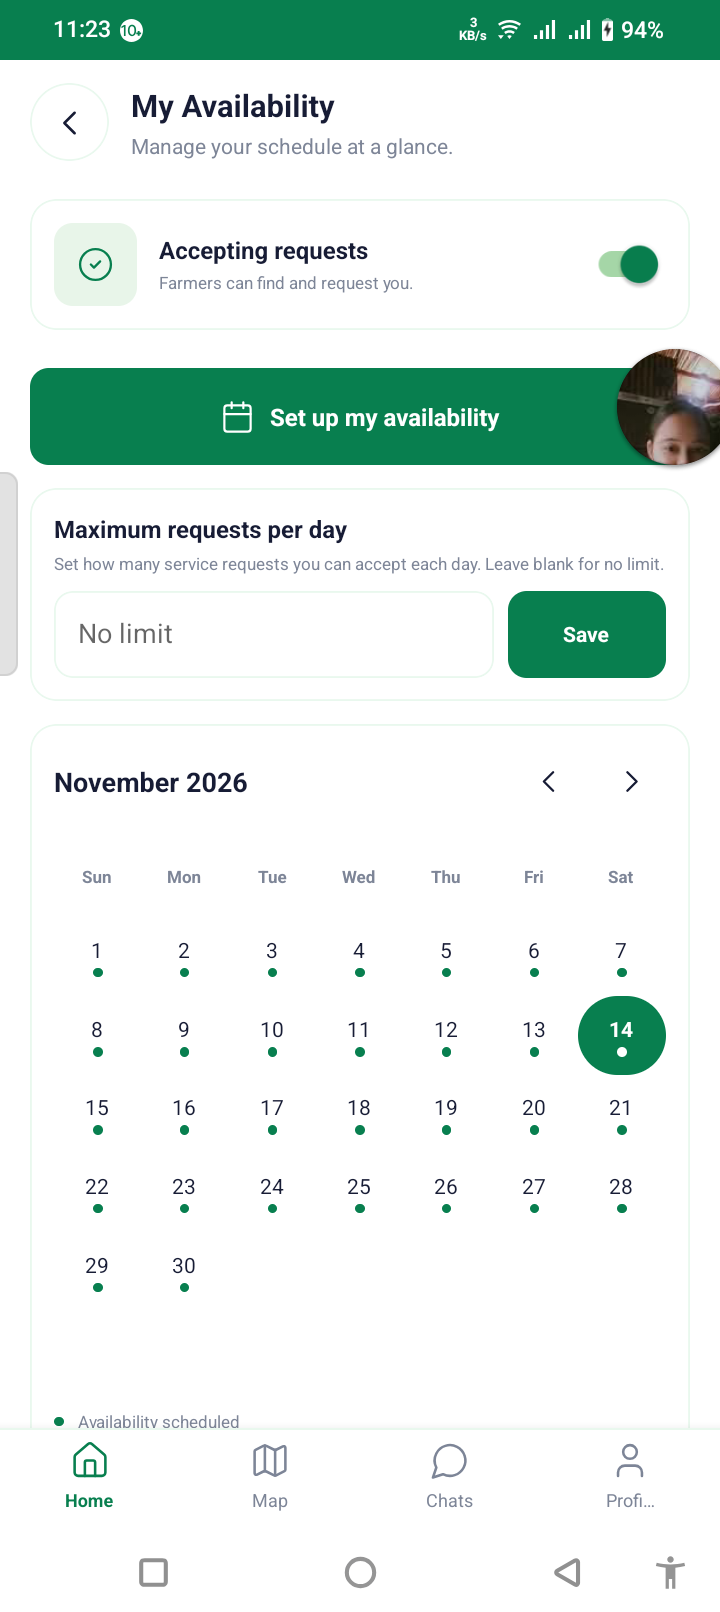 11:23 10+ 3 KB/s 94%
My Availability
Manage your schedule at a glance.
Accepting requests
Farmers can find and request you.
Set up my availability
Maximum requests per day
Set how many service requests you can accept each day. Leave blank for no limit.
No limit Save
November 2026
Sun Mon Tue Wed Thu Fri Sat
1 2 3 4 5 6 7
8 9 10 11 12 13 14
15 16 17 18 19 20 21
22 23 24 25 26 27 28
29 30
Availability scheduled
Home Map Chats Profi...